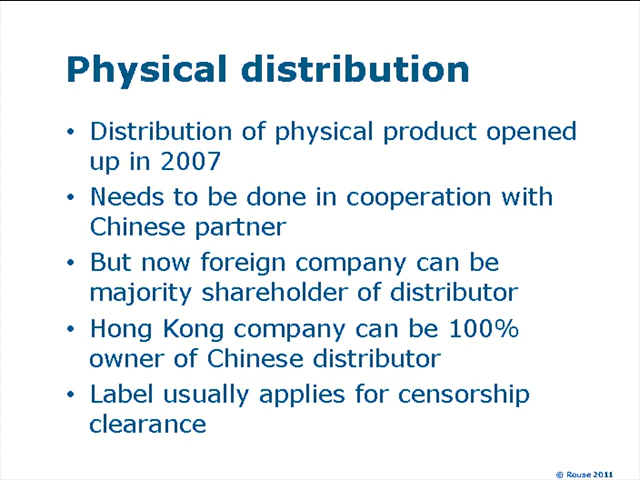 Physical distribution
• Distribution of physical product opened
up in 2007
• Needs to be done in cooperation with
Chinese partner
• But now foreign company can be
majority shareholder of distributor
• Hong Kong company can be 100%
owner of Chinese distributor
• Label usually applies for censorship
clearance
© Rouse 2011